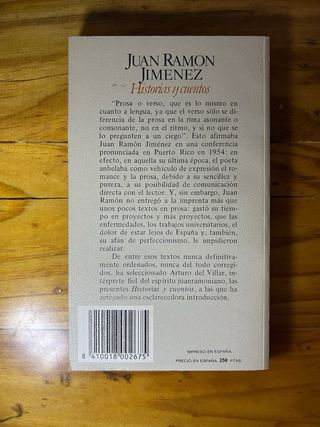 JUAN RAMON
JIMENEZ
Historias y cuentos
"Prosa o verso, que es lo mismo en
cuanto a lengua, ya que el verso sólo se di-
ferencia de la prosa en la rima asonante o
consonante, no en el ritmo, y si no que se
lo pregunten a un ciego". Esto afirmaba
Juan Ramón Jiménez en una conferencia
pronunciada en Puerto Rico en 1954; en
efecto, en aquella su última época, el poeta
anhelaba como vehículo de expresión el ro-
mance y la prosa, debido a su sencillez y
pureza, a su posibilidad de comunicación
directa con el lector. Y, sin embargo, Juan
Ramón no entregó a la imprenta más que
unos pocos textos en prosa: gastó su tiem-
po en proyectos y más proyectos, que las
enfermedades, los trabajos universitarios, el
dolor de estar lejos de España y, también,
su afán de perfeccionismo, le impidieron
realizar.
De entre esos textos nunca definitiva-
mente ordenados, nunca del todo corregi-
dos, ha seleccionado Arturo del Villar, in-
térprete fiel del espíritu juanramoniano, las
presentes Historias y cuentos, a las que ha
agregado una esclarecedora introducción.
8 410018 002675
IMPRESO EN ESPAÑA
PRECIO EN ESPAÑA 250 PTAS.